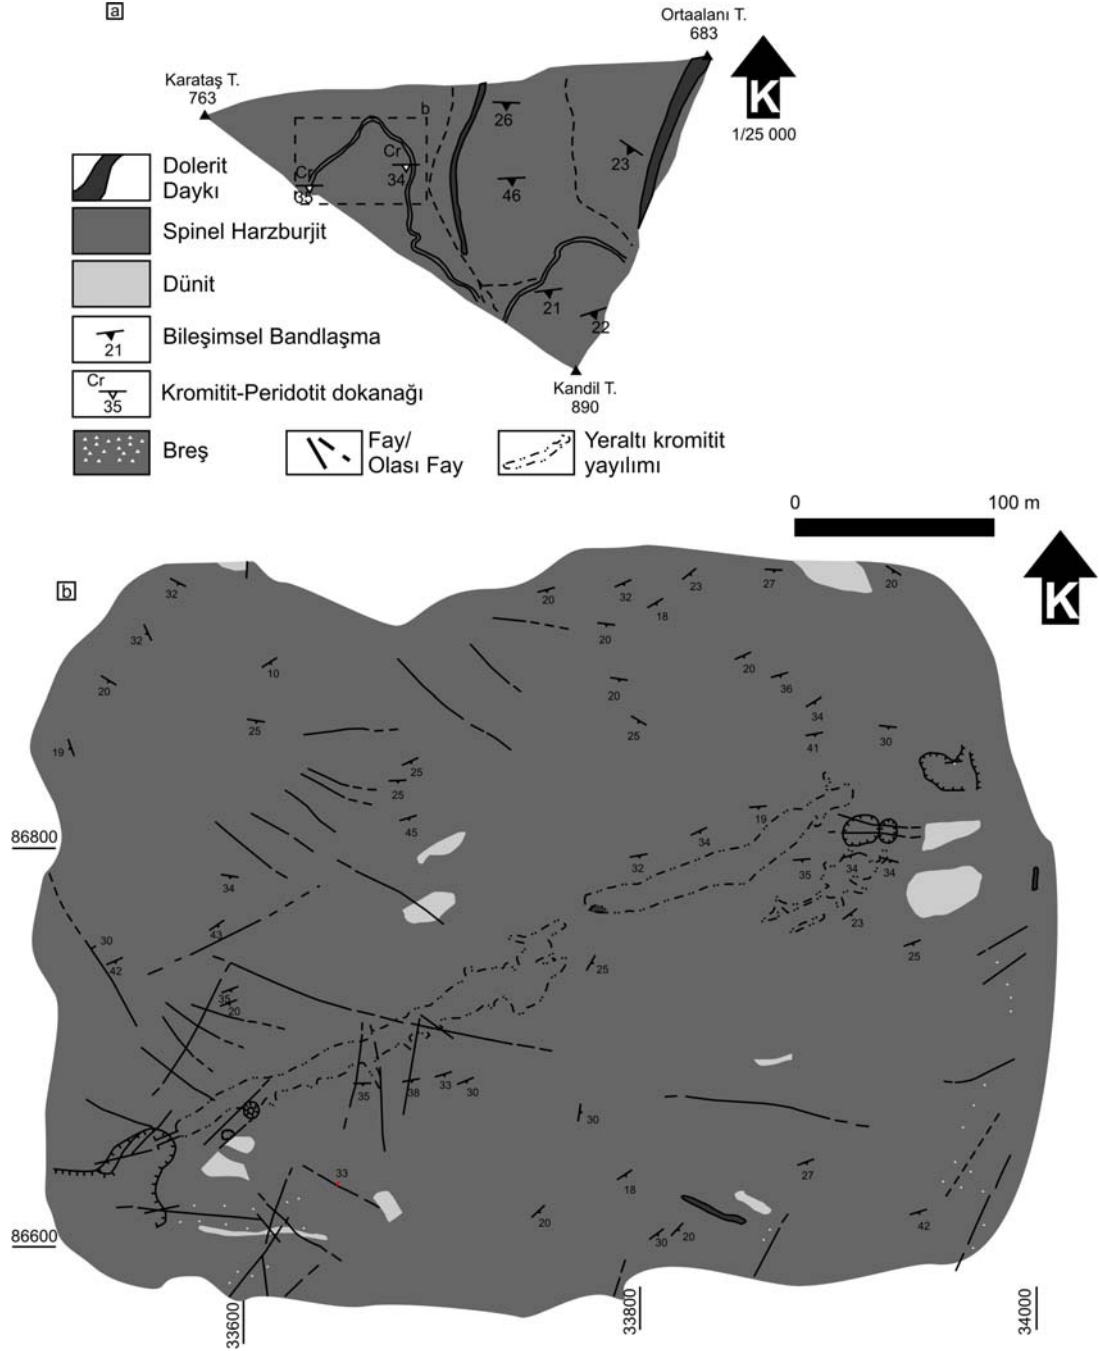 a
Ortaalanı T.
683
Karataş T.
763
K
1/25 000
b
26
Cr
34
23
Cr
35
46
21
22
Kandil T.
890
Dolerit
Daykı
Spinel Harzburjit
Dünit
21
Bileşimsel Bandlaşma
Cr
35
Kromitit-Peridotit dokanağı
Breş
Fay/
Olası Fay
Yeraltı kromitit
yayılımı
0 100 m
K
b
32 20 32 23 27 20
18
32 20
10 20
20 20 36
34
25 25 41 30
19
25
25
45 19
86800
34 32 34 35 34 34
43 23
30 25
42 25
35
20
35 38 33 30
30
33 27
18
20 42
30 20
86600
33600
33800
34000